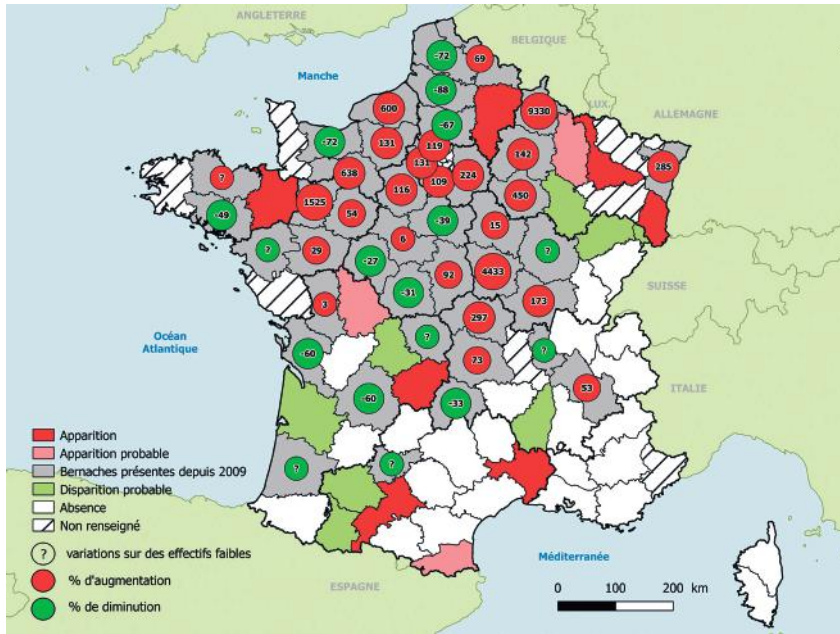 ANGLETERRE
BELGIQUE
Manche
LUX.
ALLEMAGNE
-72
69
-88
600
9330
-67
-72
131
119
142
285
131
638
224
?
116
109
450
1525
-49
54
-39
15
?
29
6
?
-27
92
4433
-31
173
3
297
SUISSE
Océan
Atlantique
-60
?
?
73
53
ITALIE
-60
-33
?
?
Apparition
Apparition probable
Bernaches présentes depuis 2009
Disparition probable
Absence
Non renseigné
? variations sur des effectifs faibles
% d'augmentation
% de diminution
Méditerranée
ESPAGNE
0 100 200 km